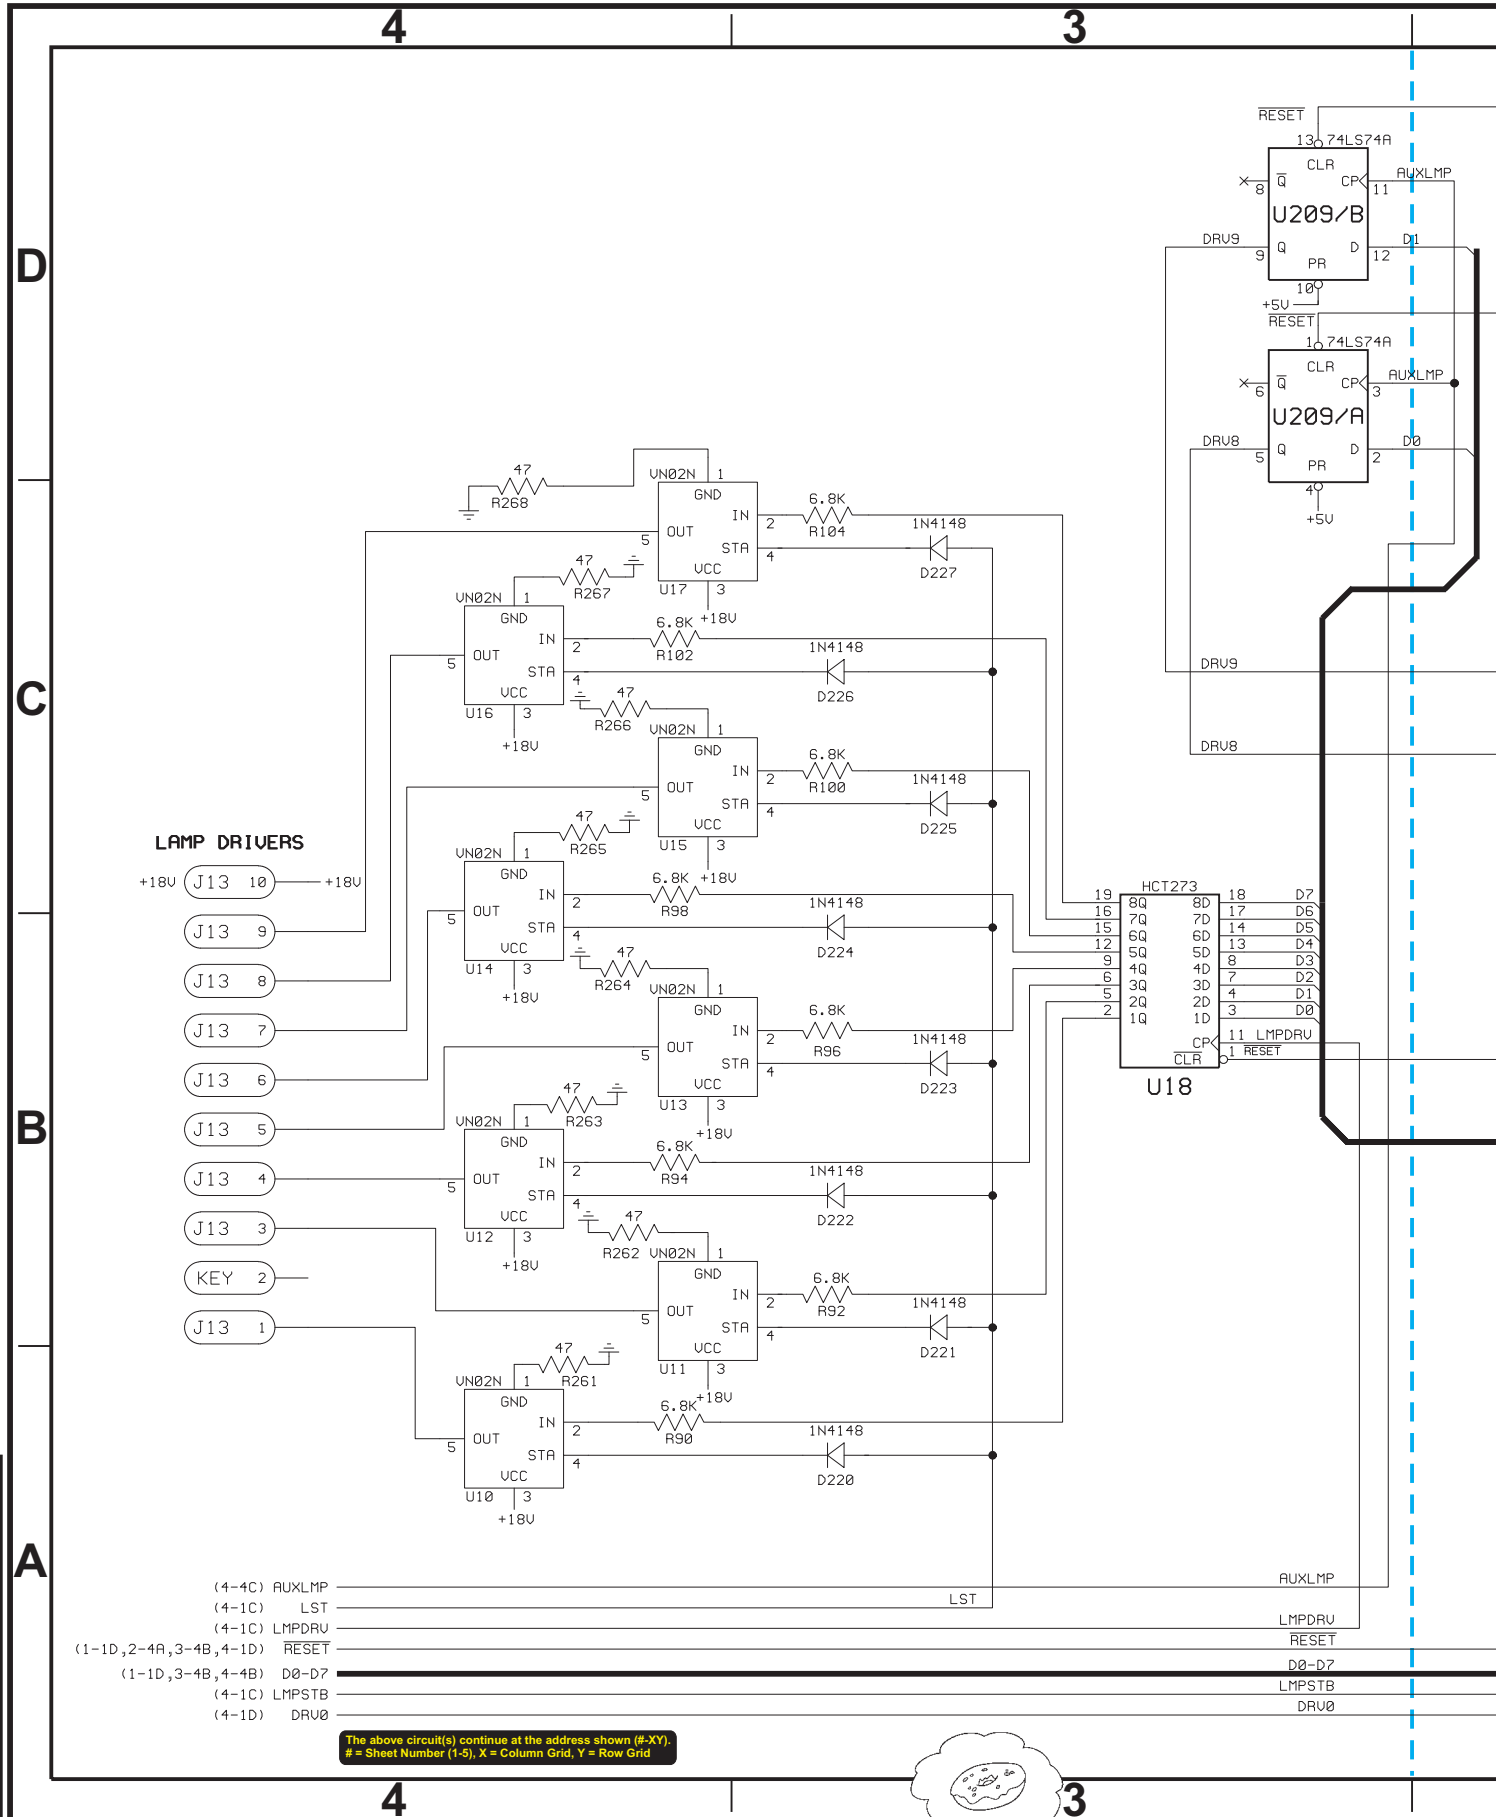 4 3
RESET
13 74LS74A
CLR
Q CP AUXLMP
8 11
U209/B
DRV9 Q D D1
9 12
PR
10
+5V
RESET
1 74LS74A
CLR
Q CP AUXLMP
6 3
U209/A
DRV8 Q D D0
5 2
PR
4
+5V
D
C
B
A
47
R268
VN02N 1
GND
IN 2
OUT 5
STA 4
VCC
U17 3
+18V
6.8K
R104
1N4148
D227
47
R267
VN02N 1
GND
IN 2
OUT 5
STA 4
VCC
U16 3
+18V
6.8K
R102
1N4148
D226
DRV9
47
R266
VN02N 1
GND
IN 2
OUT 5
STA 4
VCC
U15 3
+18V
6.8K
R100
1N4148
D225
DRV8
47
R265
VN02N 1
GND
IN 2
OUT 5
STA 4
VCC
U14 3
+18V
6.8K
R98
1N4148
D224
47
R264
VN02N 1
GND
IN 2
OUT 5
STA 4
VCC
U13 3
+18V
6.8K
R96
1N4148
D223
47
R263
VN02N 1
GND
IN 2
OUT 5
STA 4
VCC
U12 3
+18V
6.8K
R94
1N4148
D222
47
R262
VN02N 1
GND
IN 2
OUT 5
STA 4
VCC
U11 3
+18V
6.8K
R92
1N4148
D221
47
R261
VN02N 1
GND
IN 2
OUT 5
STA 4
VCC
U10 3
+18V
6.8K
R90
1N4148
D220
LAMP DRIVERS
+18V J13 10 +18V
J13 9
J13 8
J13 7
J13 6
J13 5
J13 4
J13 3
KEY 2
J13 1
HCT273
19 8Q 8D 18 D7
16 7Q 7D 17 D6
15 6Q 6D 14 D5
12 5Q 5D 13 D4
9 4Q 4D 8 D3
6 3Q 3D 7 D2
5 2Q 2D 4 D1
2 1Q 1D 3 D0
CP 11 LMPDRV
CLR 1 RESET
U18
(4-4C) AUXLMP AUXLMP
(4-1C) LST LST
(4-1C) LMPDRV LMPDRV
(1-1D,2-4A,3-4B,4-1D) RESET RESET
(1-1D,3-4B,4-4B) D0-D7 D0-D7
(4-1C) LMPSTB LMPSTB
(4-1D) DRV0 DRV0
The above circuit(s) continue at the address shown (#-XY).
# = Sheet Number (1-5), X = Column Grid, Y = Row Grid
4 3